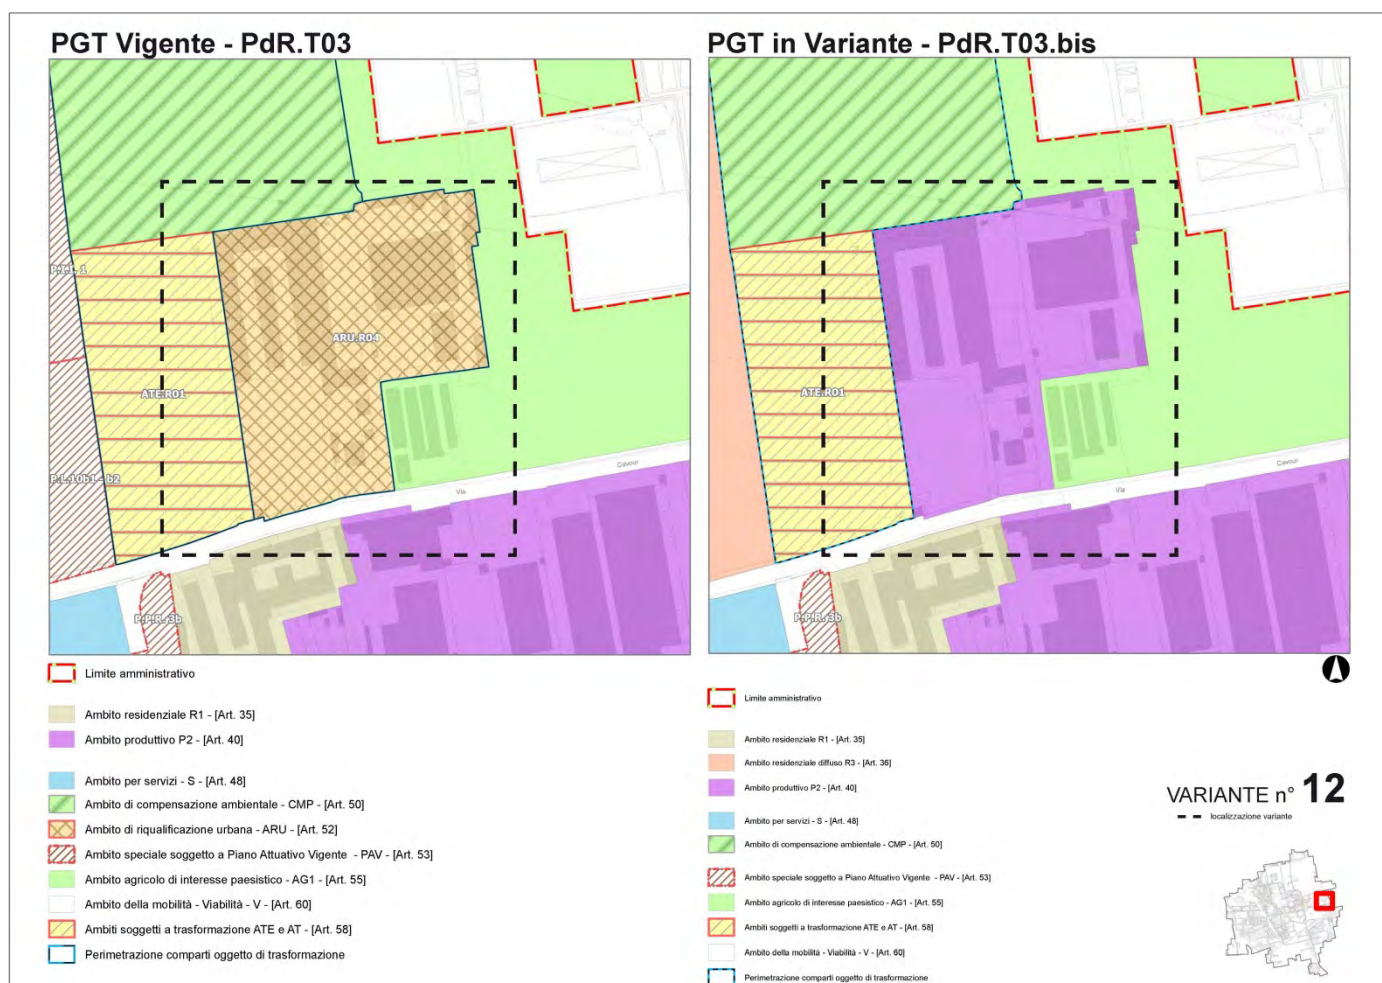 PGT Vigente - PdR.T03
P.I.I. 1
ARU.R04
ATE.R01
P.L.10b1 - b2
Via
Cavour
P.P.R. 3b
Limite amministrativo
Ambito residenziale R1 - [Art. 35]
Ambito produttivo P2 - [Art. 40]
Ambito per servizi - S - [Art. 48]
Ambito di compensazione ambientale - CMP - [Art. 50]
Ambito di riqualificazione urbana - ARU - [Art. 52]
Ambito speciale soggetto a Piano Attuativo Vigente - PAV - [Art. 53]
Ambito agricolo di interesse paesistico - AG1 - [Art. 55]
Ambito della mobilità - Viabilità - V - [Art. 60]
Ambiti soggetti a trasformazione ATE e AT - [Art. 58]
Perimetrazione comparti oggetto di trasformazione
PGT in Variante - PdR.T03.bis
ATE.R01
Via
Cavour
P.P.R. 3b
Limite amministrativo
Ambito residenziale R1 - [Art. 35]
Ambito residenziale diffuso R3 - [Art. 36]
Ambito produttivo P2 - [Art. 40]
Ambito per servizi - S - [Art. 48]
Ambito di compensazione ambientale - CMP - [Art. 50]
Ambito speciale soggetto a Piano Attuativo Vigente - PAV - [Art. 53]
Ambito agricolo di interesse paesistico - AG1 - [Art. 55]
Ambiti soggetti a trasformazione ATE e AT - [Art. 58]
Ambito della mobilità - Viabilità - V - [Art. 60]
Perimetrazione comparti oggetto di trasformazione
VARIANTE n° 12
localizzazione variante